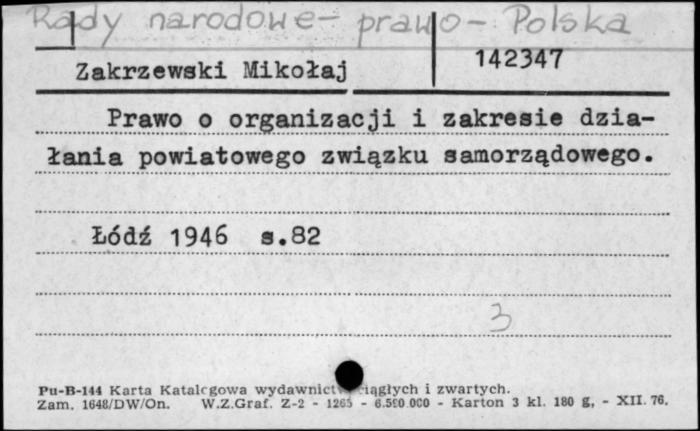 Rady narodowe - prawo - Polska
142347
Zakrzewski Mikołaj
Prawo o organizacji i zakresie dzia-
łania powiatowego związku samorządowego.
Łódź 1946 s.82
3
Pu-B-144 Karta Katalogowa wydawnict ciągłych i zwartych.
Zam. 1648/DW/On. W.Z.Graf. Z-2 - 1265 - 6.500.000 - Karton 3 kl. 180 g, - XII. 76.